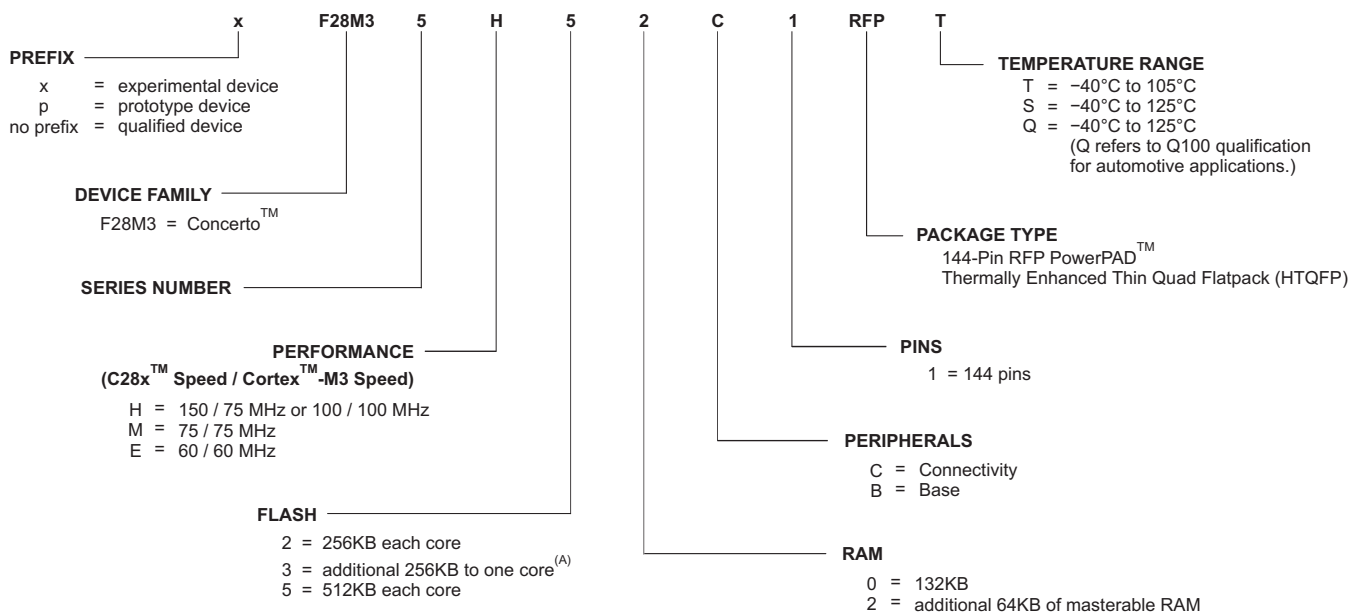 x F28M3 5 H 5 2 C 1 RFP T
PREFIX
x = experimental device
p = prototype device
no prefix = qualified device
TEMPERATURE RANGE
T = −40°C to 105°C
S = −40°C to 125°C
Q = −40°C to 125°C
(Q refers to Q100 qualification
for automotive applications.)
DEVICE FAMILY
F28M3 = Concerto™
PACKAGE TYPE
144-Pin RFP PowerPAD™
Thermally Enhanced Thin Quad Flatpack (HTQFP)
SERIES NUMBER
PERFORMANCE
(C28x™ Speed / Cortex™-M3 Speed)
H = 150 / 75 MHz or 100 / 100 MHz
M = 75 / 75 MHz
E = 60 / 60 MHz
PINS
1 = 144 pins
PERIPHERALS
C = Connectivity
B = Base
FLASH
2 = 256KB each core
3 = additional 256KB to one core(A)
5 = 512KB each core
RAM
0 = 132KB
2 = additional 64KB of masterable RAM